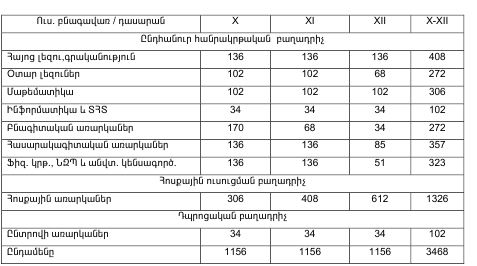 Ուս. բնագավառ / դասարան X XI XII X-XII
Ընդհանուր հանրակրթական բաղադրիչ
Հայոց լեզու,գրականություն 136 136 136 408
Օտար լեզուներ 102 102 68 272
Մաթեմատիկա 102 102 102 306
Ինֆորմատիկա և ՏՀՏ 34 34 34 102
Բնագիտական առարկաներ 170 68 34 272
Հասարակագիտական առարկաներ 136 136 85 357
Ֆիզ. կրթ., ՆԶՊ և անվտ. կենսագործ. 136 136 51 323
Հոսքային ուսուցման բաղադրիչ
Հոսքային առարկաներ 306 408 612 1326
Դպրոցական բաղադրիչ
Ընտրովի առարկաներ 34 34 34 102
Ընդամենը 1156 1156 1156 3468